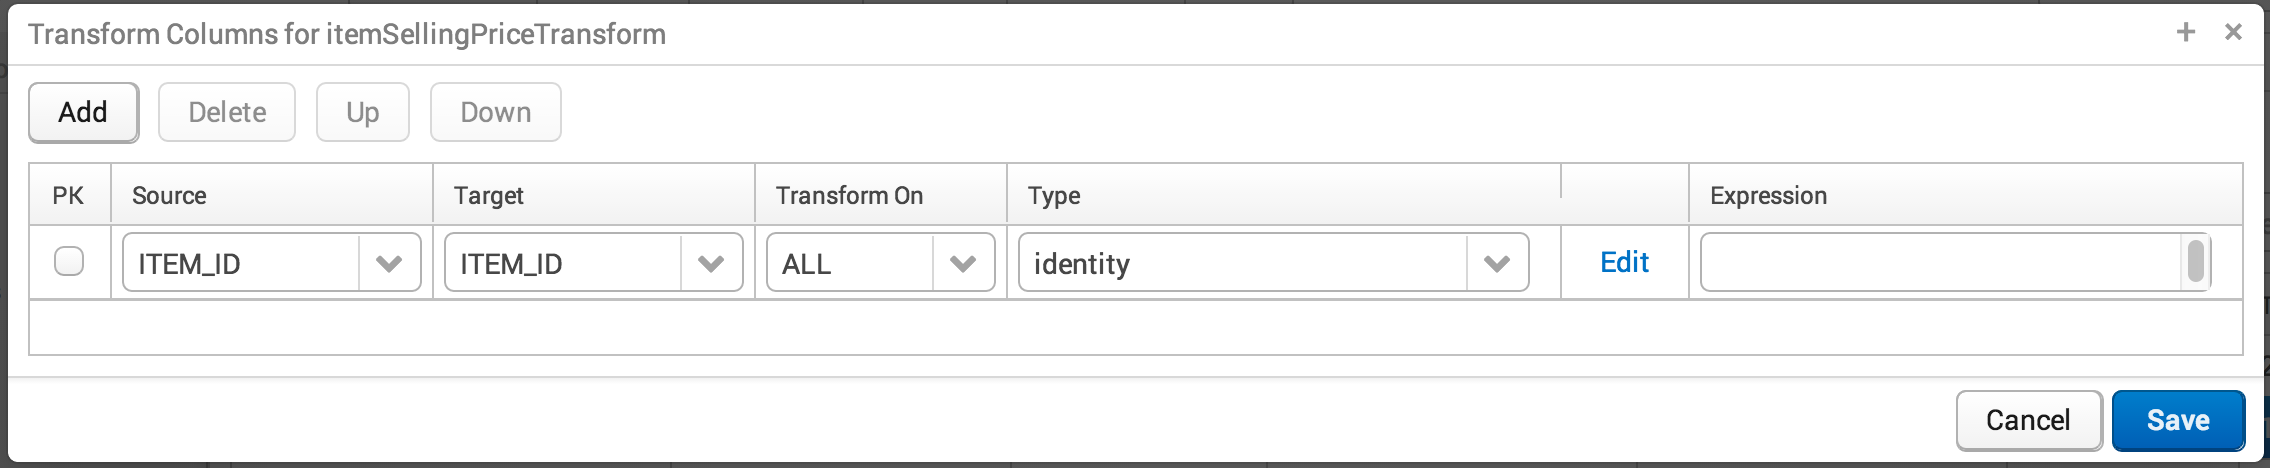 Transform Columns for itemSellingPriceTransform
Add Delete Up Down
PK Source Target Transform On Type Expression
ITEM_ID ITEM_ID ALL identity Edit
Cancel Save